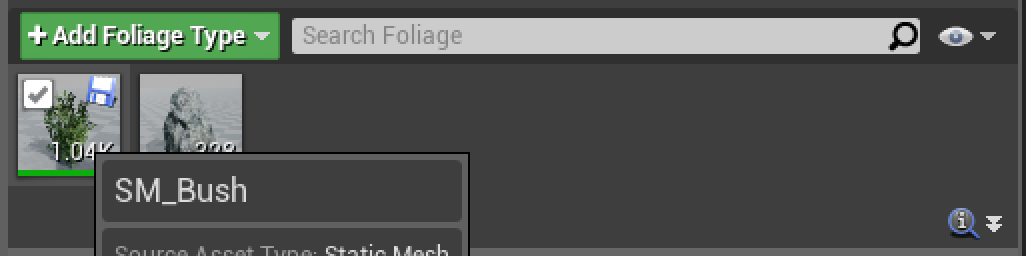 + Add Foliage Type
Search Foliage
1.04K
SM_Bush
Source Asset Type: Static Mesh